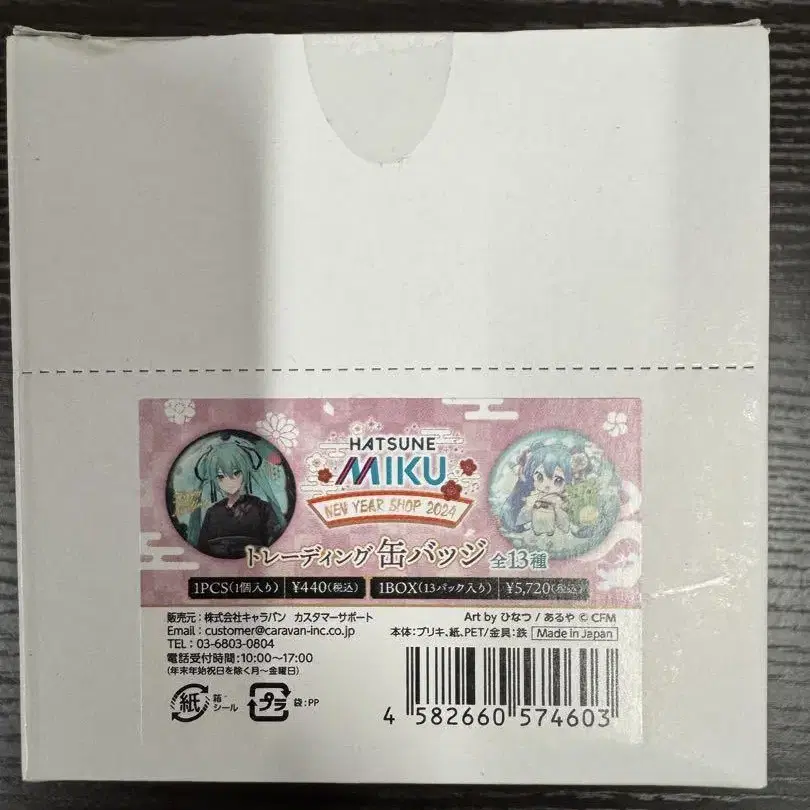 HATSUNE
MIKU
NEW YEAR SHOP 2024
トレーディング 缶バッジ 全13種
1PCS(1個入り) ¥440(税込) 1BOX(13パック入り) ¥5,720(税込)
販売元：株式会社キャラバン カスタマーサポート
Email：customer@caravan-inc.co.jp
TEL：03-6803-0804
電話受付時間：10:00〜17:00
(年末年始祝日を除く月〜金曜日)
Art by ひなつ / あるや © CFM
本体：ブリキ、紙、PET/金具：鉄 Made in Japan
紙 箱・シール
プラ 袋：PP
4 582660 574603